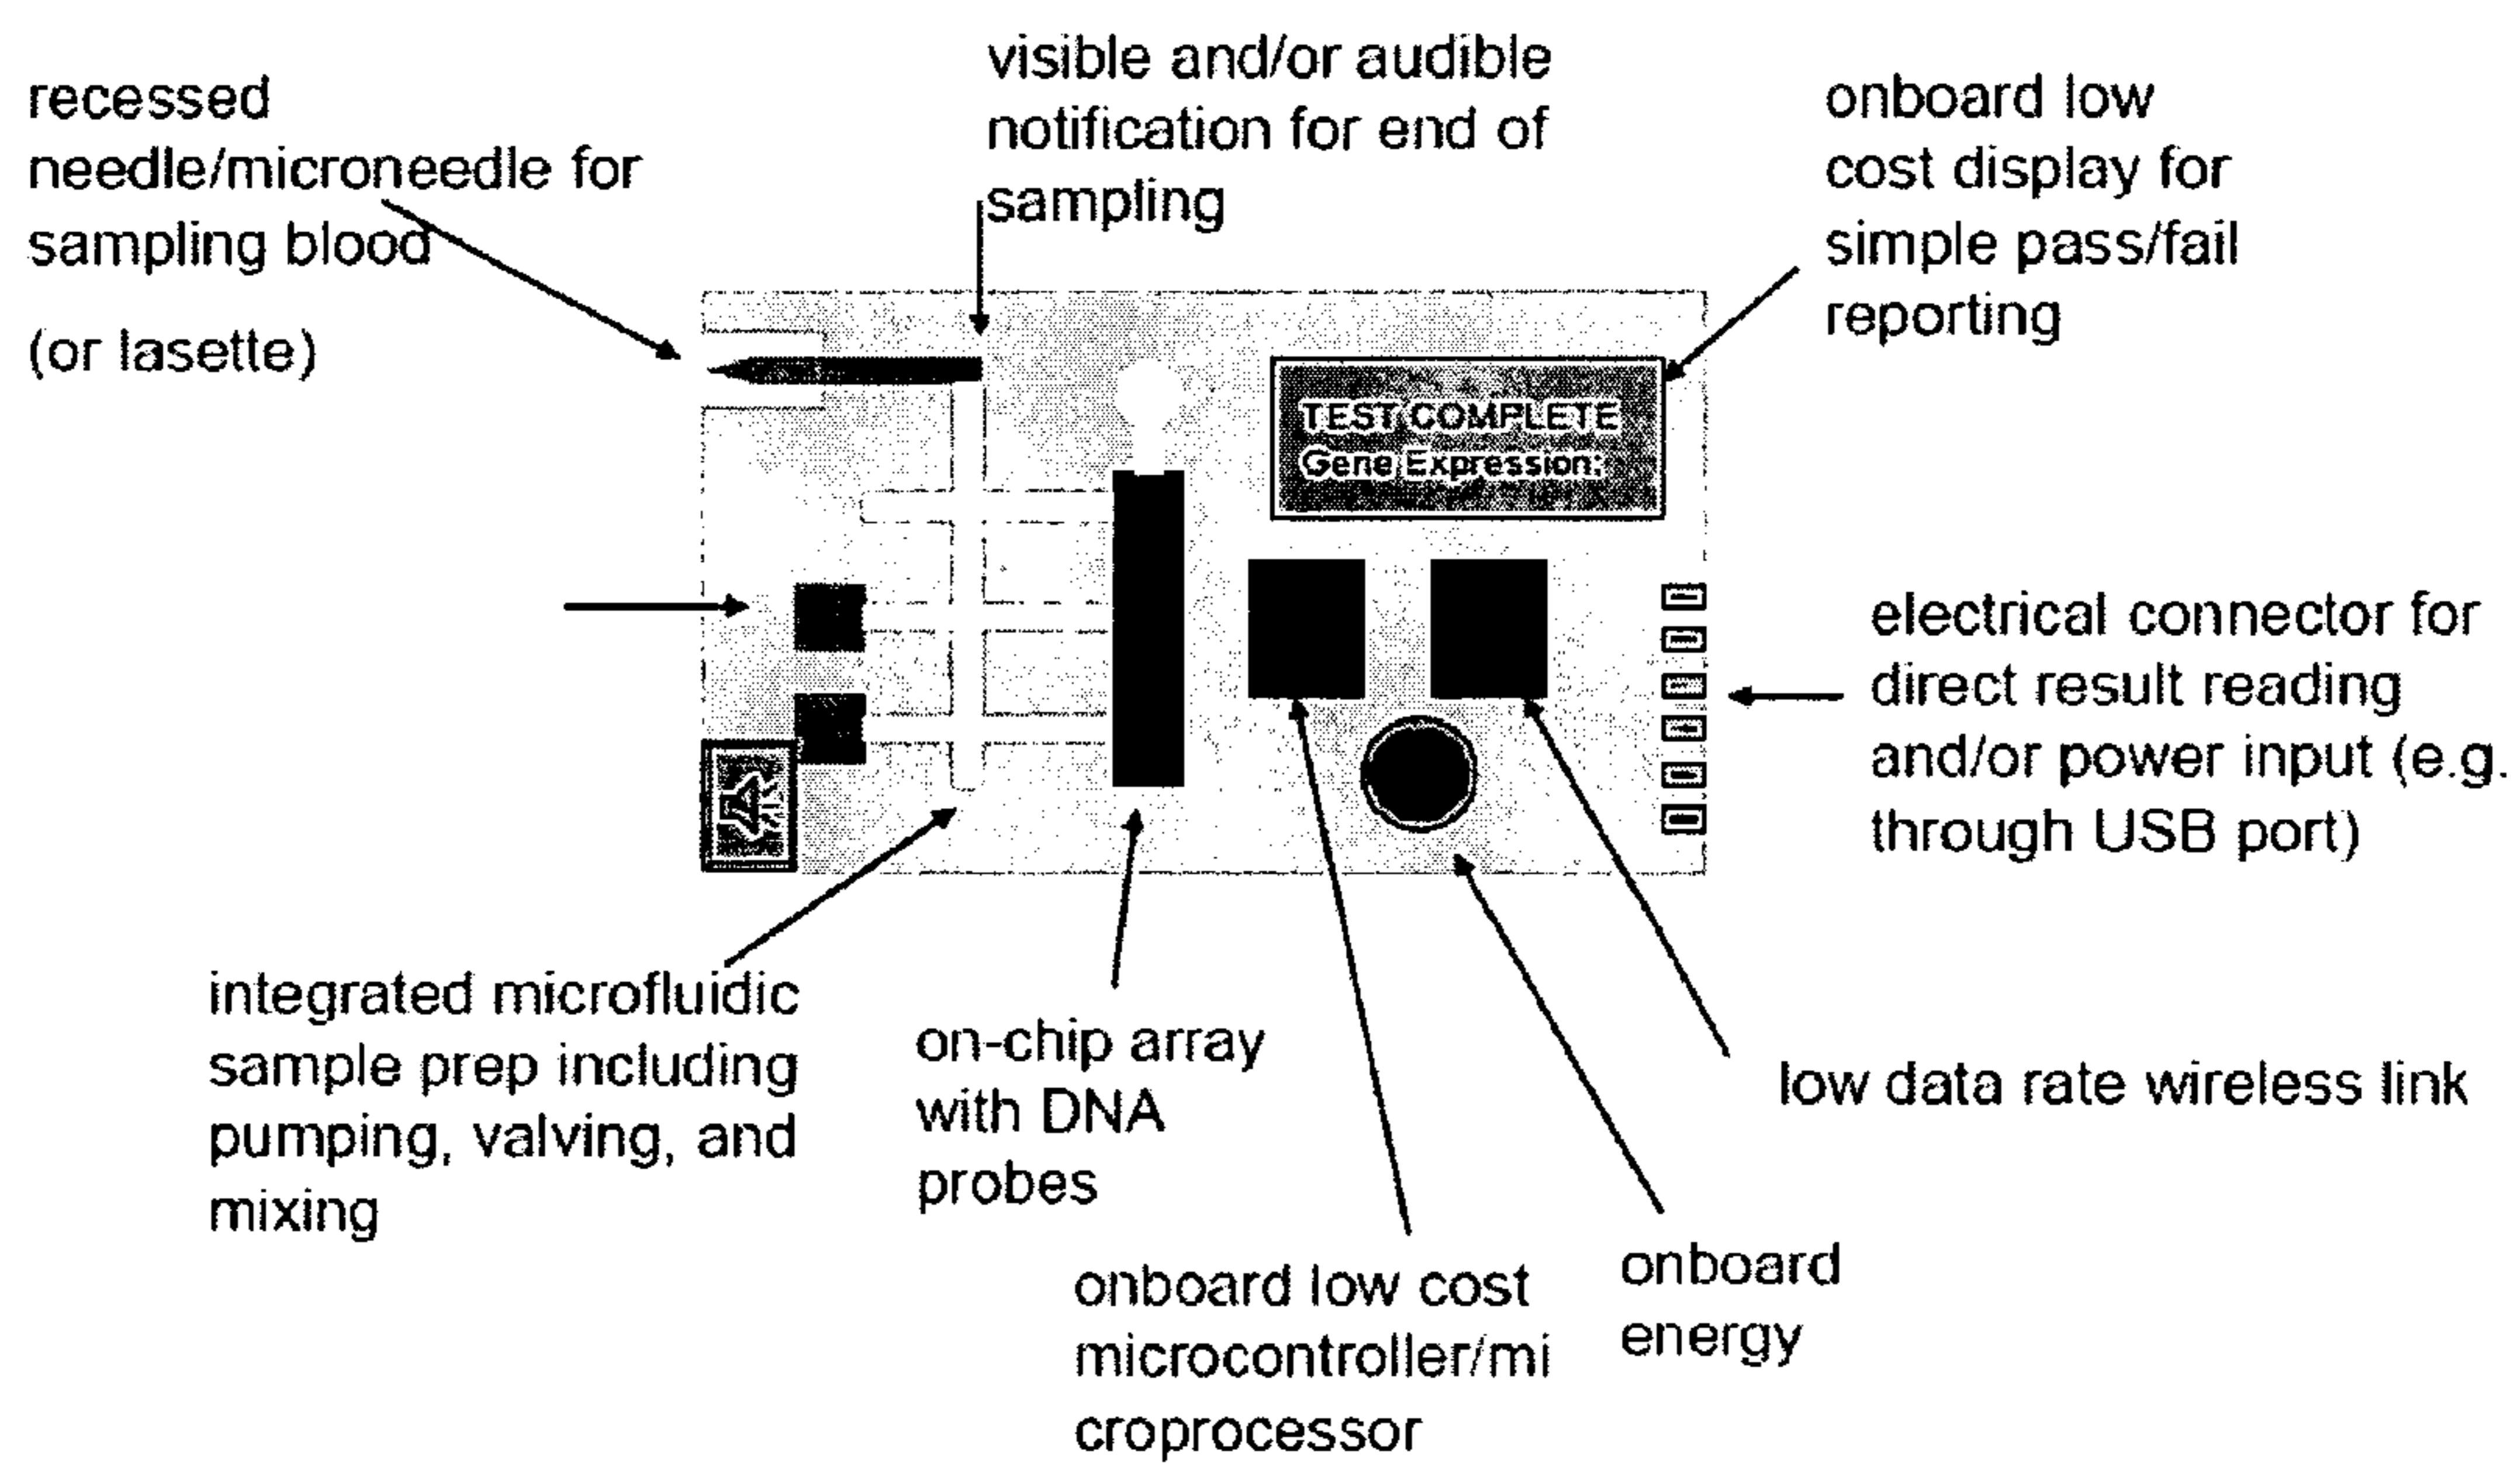 recessed
needle/microneedle for
sampling blood
(or lasette)
visible and/or audible
notification for end of
sampling
onboard low
cost display for
simple pass/fail
reporting
TEST COMPLETE
Gene Expression:
electrical connector for
direct result reading
and/or power input (e.g.
through USB port)
integrated microfluidic
sample prep including
pumping, valving, and
mixing
on-chip array
with DNA
probes
onboard low cost
microcontroller/mi
croprocessor
onboard
energy
low data rate wireless link